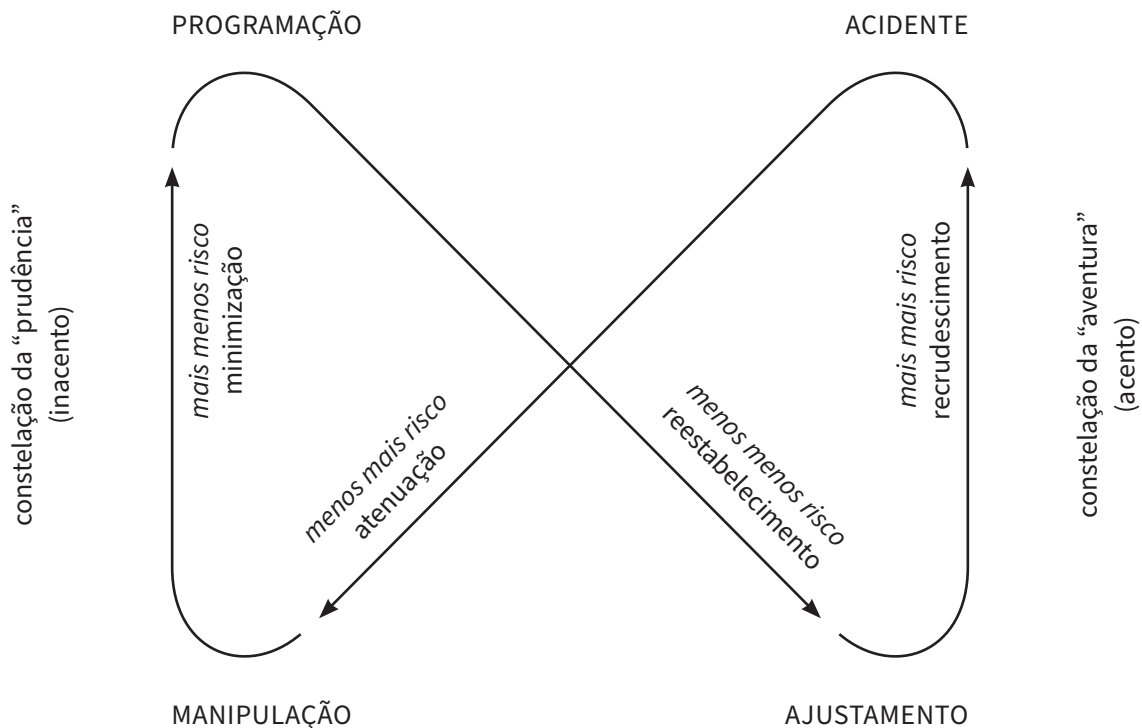 PROGRAMAÇÃO
ACIDENTE
constelação da “prudência”
(inacento)
mais menos risco
minimização
menos mais risco
atenuação
menos menos risco
reestabelecimento
mais mais risco
recrudescimento
constelação da “aventura”
(acento)
MANIPULAÇÃO
AJUSTAMENTO